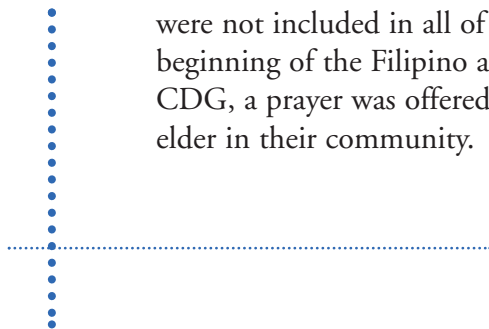 were not included in all of
beginning of the Filipino a
CDG, a prayer was offered
elder in their community.